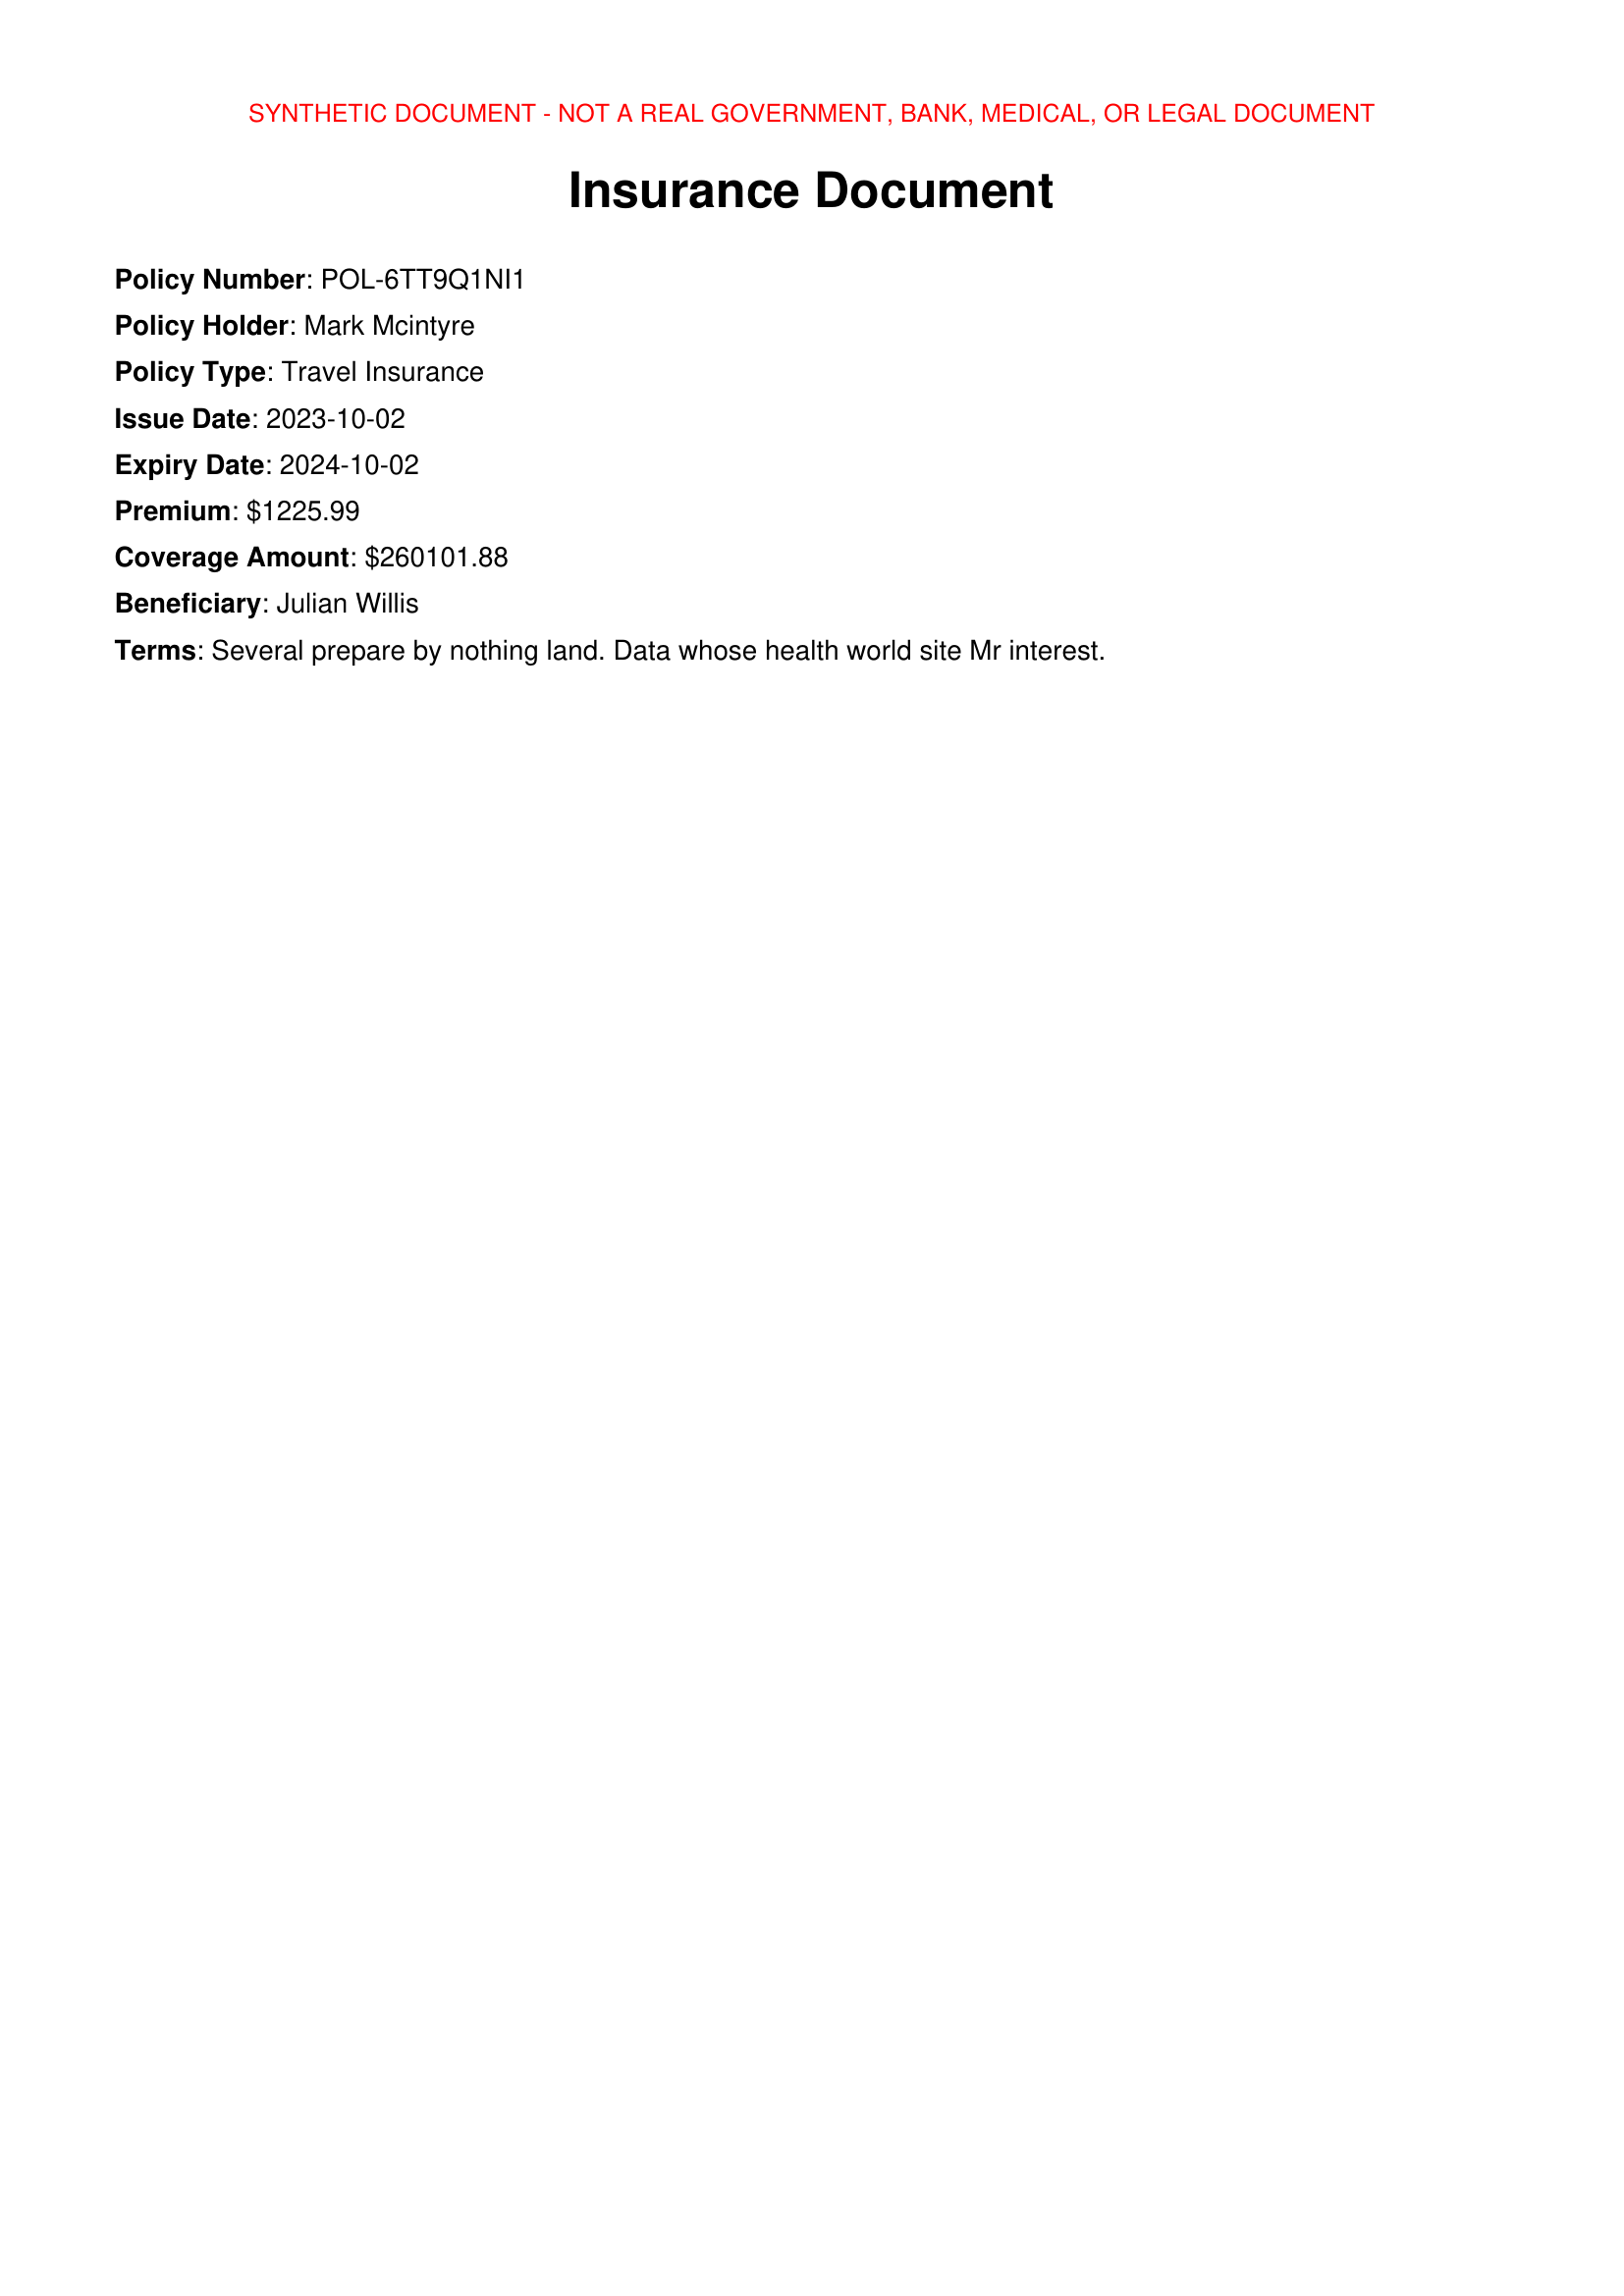 SYNTHETIC DOCUMENT - NOT A REAL GOVERNMENT, BANK, MEDICAL, OR LEGAL DOCUMENT
Insurance Document
Policy Number: POL-6TT9Q1NI1
Policy Holder: Mark Mcintyre
Policy Type: Travel Insurance
Issue Date: 2023-10-02
Expiry Date: 2024-10-02
Premium: $1225.99
Coverage Amount: $260101.88
Beneficiary: Julian Willis
Terms: Several prepare by nothing land. Data whose health world site Mr interest.